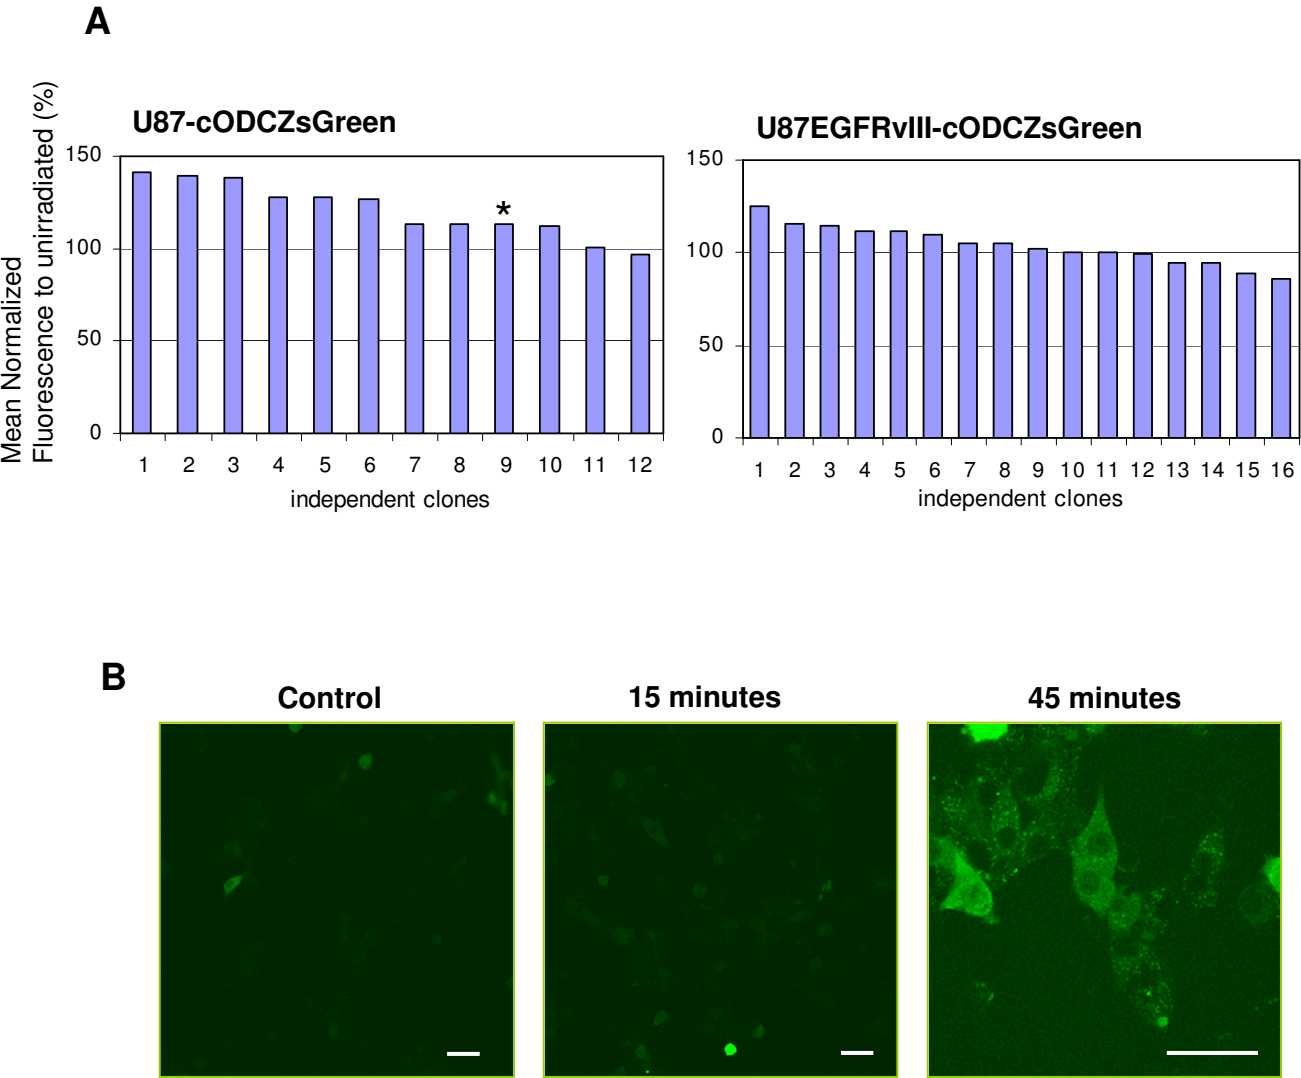 A
Mean Normalized
Fluorescence to unirradiated (%)
U87-cODCZsGreen
150
100
50
0
*
1 2 3 4 5 6 7 8 9 10 11 12
independent clones
U87EGFRvIII-cODCZsGreen
150
100
50
0
1 2 3 4 5 6 7 8 9 10 11 12 13 14 15 16
independent clones
B
Control
15 minutes
45 minutes